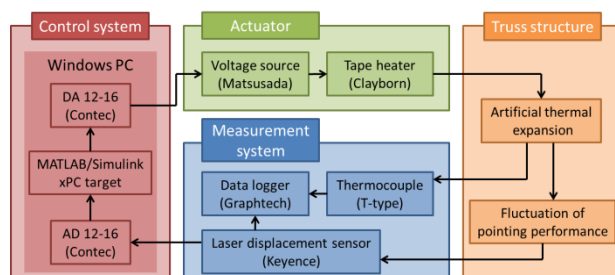 Control system
Actuator
Truss structure
Windows PC
DA 12-16
(Contec)
MATLAB/Simulink
xPC target
AD 12-16
(Contec)
Voltage source
(Matsusada)
Tape heater
(Clayborn)
Measurement
system
Data logger
(Graphtech)
Thermocouple
(T-type)
Laser displacement sensor
(Keyence)
Artificial thermal
expansion
Fluctuation of
pointing performance